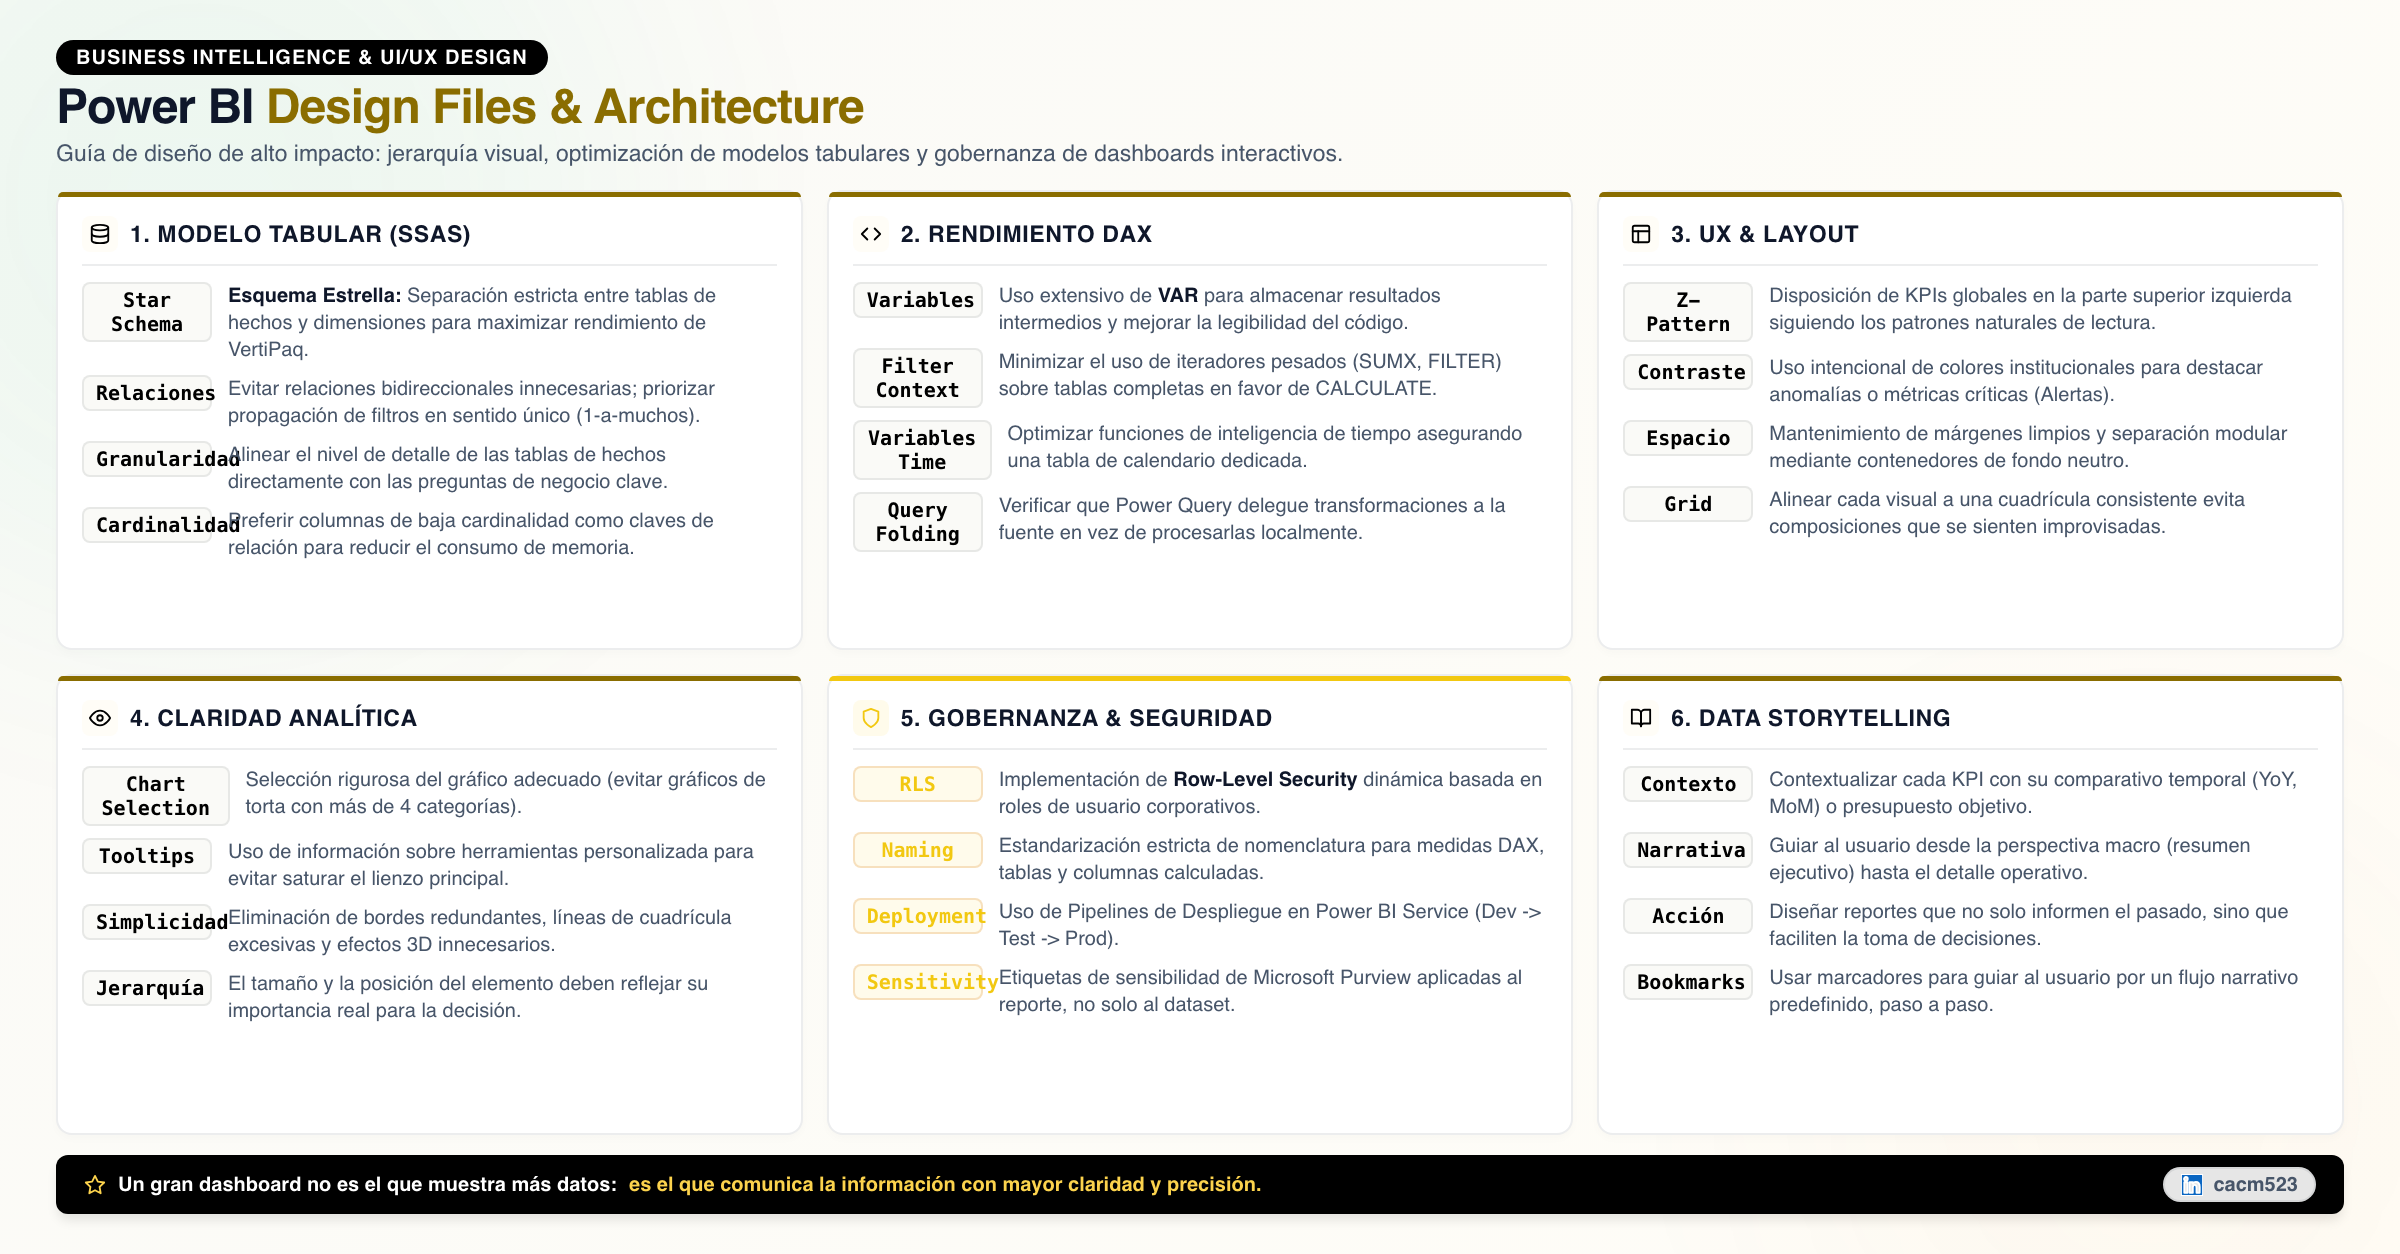 BUSINESS INTELLIGENCE & UI/UX DESIGN
Power BI Design Files & Architecture
Guía de diseño de alto impacto: jerarquía visual, optimización de modelos tabulares y gobernanza de dashboards interactivos.
1. MODELO TABULAR (SSAS)
Star
Schema
Esquema Estrella: Separación estricta entre tablas de
hechos y dimensiones para maximizar rendimiento de
VertiPaq.
Relaciones
Evitar relaciones bidireccionales innecesarias; priorizar
propagación de filtros en sentido único (1-a-muchos).
Granularidad
Alinear el nivel de detalle de las tablas de hechos
directamente con las preguntas de negocio clave.
Cardinalidad
Preferir columnas de baja cardinalidad como claves de
relación para reducir el consumo de memoria.
2. RENDIMIENTO DAX
Variables
Uso extensivo de VAR para almacenar resultados
intermedios y mejorar la legibilidad del código.
Filter
Context
Minimizar el uso de iteradores pesados (SUMX, FILTER)
sobre tablas completas en favor de CALCULATE.
Variables
Time
Optimizar funciones de inteligencia de tiempo asegurando
una tabla de calendario dedicada.
Query
Folding
Verificar que Power Query delegue transformaciones a la
fuente en vez de procesarlas localmente.
3. UX & LAYOUT
Z-
Pattern
Disposición de KPIs globales en la parte superior izquierda
siguiendo los patrones naturales de lectura.
Contraste
Uso intencional de colores institucionales para destacar
anomalías o métricas críticas (Alertas).
Espacio
Mantenimiento de márgenes limpios y separación modular
mediante contenedores de fondo neutro.
Grid
Alinear cada visual a una cuadrícula consistente evita
composiciones que se sienten improvisadas.
4. CLARIDAD ANALÍTICA
Chart
Selection
Selección rigurosa del gráfico adecuado (evitar gráficos de
torta con más de 4 categorías).
Tooltips
Uso de información sobre herramientas personalizada para
evitar saturar el lienzo principal.
Simplicidad
Eliminación de bordes redundantes, líneas de cuadrícula
excesivas y efectos 3D innecesarios.
Jerarquía
El tamaño y la posición del elemento deben reflejar su
importancia real para la decisión.
5. GOBERNANZA & SEGURIDAD
RLS
Implementación de Row-Level Security dinámica basada en
roles de usuario corporativos.
Naming
Estandarización estricta de nomenclatura para medidas DAX,
tablas y columnas calculadas.
Deployment
Uso de Pipelines de Despliegue en Power BI Service (Dev ->
Test -> Prod).
Sensitivity
Etiquetas de sensibilidad de Microsoft Purview aplicadas al
reporte, no solo al dataset.
6. DATA STORYTELLING
Contexto
Contextualizar cada KPI con su comparativo temporal (YoY,
MoM) o presupuesto objetivo.
Narrativa
Guiar al usuario desde la perspectiva macro (resumen
ejecutivo) hasta el detalle operativo.
Acción
Diseñar reportes que no solo informen el pasado, sino que
faciliten la toma de decisiones.
Bookmarks
Usar marcadores para guiar al usuario por un flujo narrativo
predefinido, paso a paso.
Un gran dashboard no es el que muestra más datos: es el que comunica la información con mayor claridad y precisión.
in cacm523